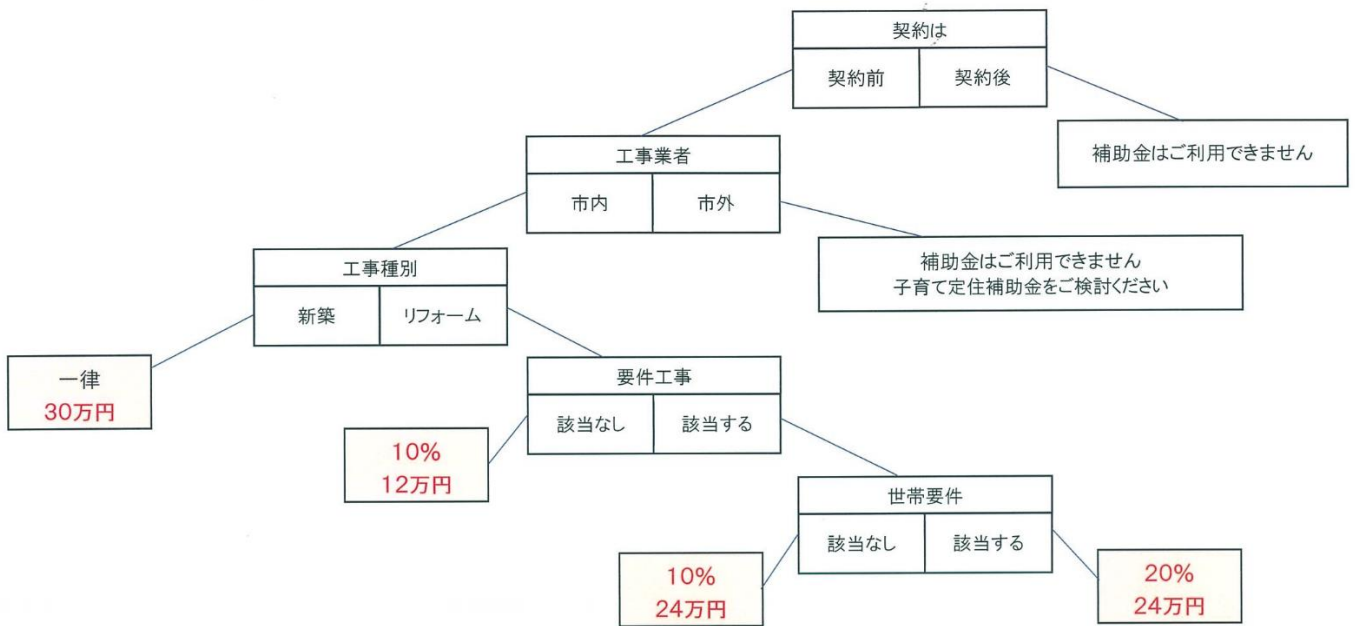 契約は
契約前
契約後
補助金はご利用できません
工事業者
市内
市外
補助金はご利用できません
子育て定住補助金をご検討ください
工事種別
新築
リフォーム
一律
30万円
要件工事
該当なし
該当する
10%
12万円
世帯要件
該当なし
該当する
10%
24万円
20%
24万円